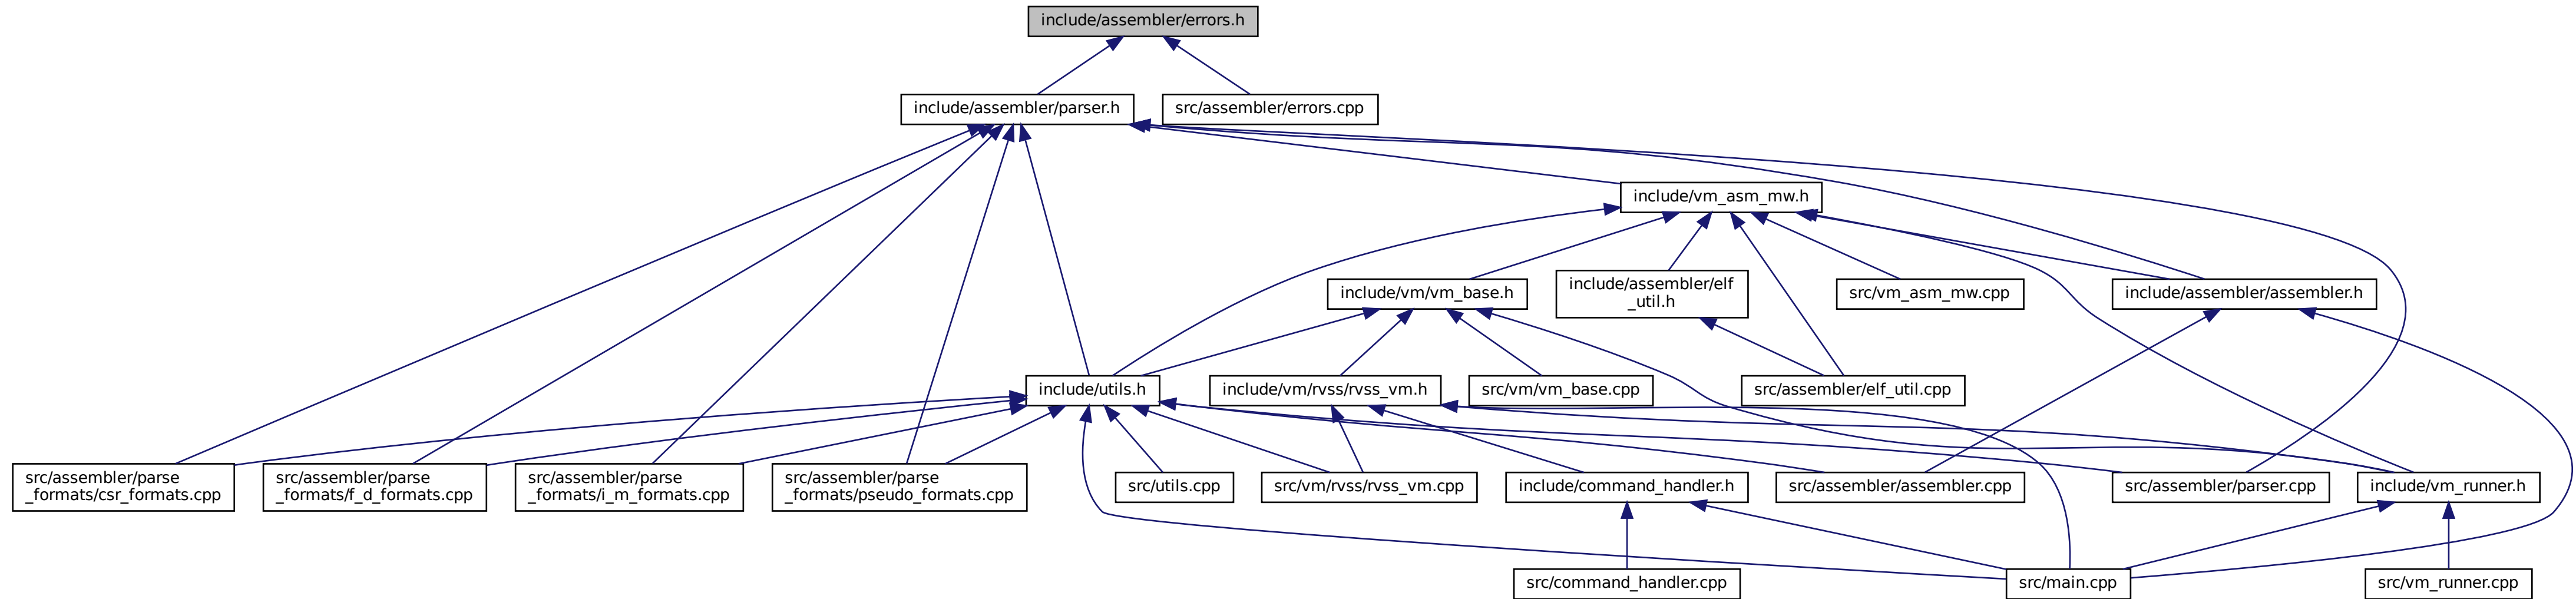 include/assembler/errors.h
include/assembler/parser.h
src/assembler/errors.cpp
include/vm_asm_mw.h
include/vm/vm_base.h
include/assembler/elf
_util.h
src/vm_asm_mw.cpp
include/assembler/assembler.h
include/utils.h
include/vm/rvss/rvss_vm.h
src/vm/vm_base.cpp
src/assembler/elf_util.cpp
src/assembler/parse
_formats/csr_formats.cpp
src/assembler/parse
_formats/f_d_formats.cpp
src/assembler/parse
_formats/i_m_formats.cpp
src/assembler/parse
_formats/pseudo_formats.cpp
src/utils.cpp
src/vm/rvss/rvss_vm.cpp
include/command_handler.h
src/assembler/assembler.cpp
src/assembler/parser.cpp
include/vm_runner.h
src/command_handler.cpp
src/main.cpp
src/vm_runner.cpp